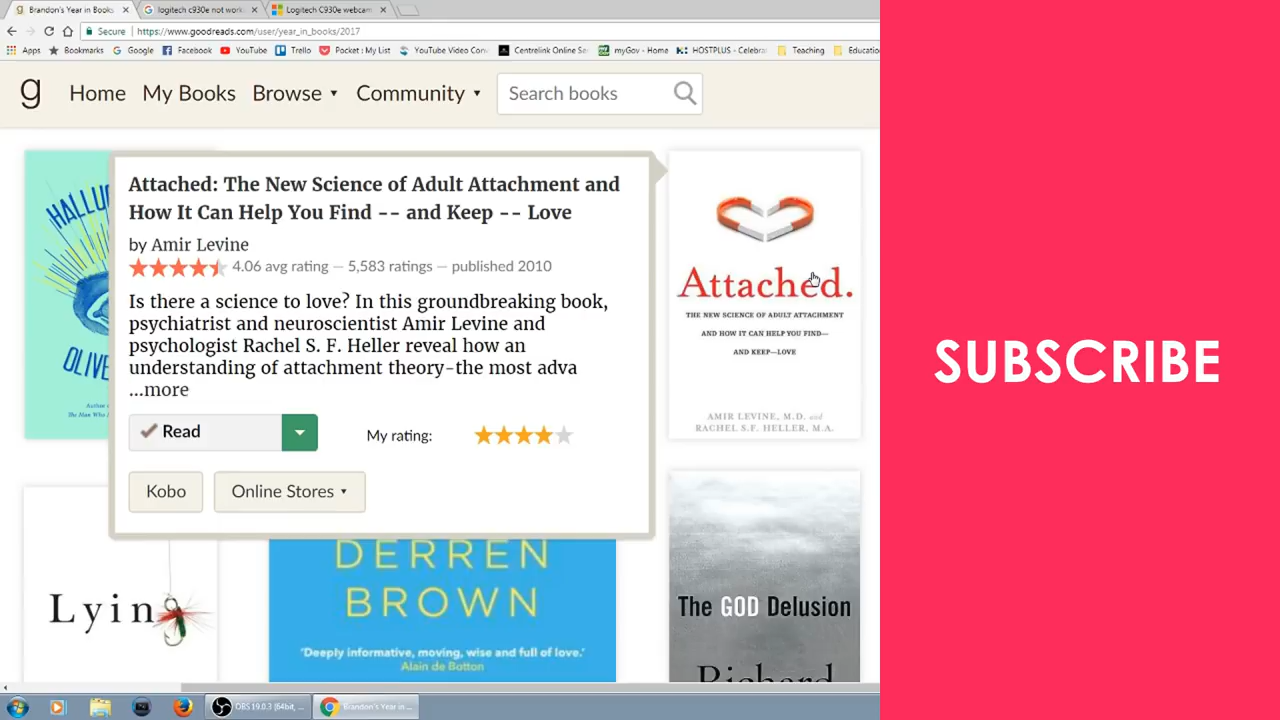 Brandon's Year in Books
logitech c930e not work
Logitech C930e webcam
Secure
https://www.goodreads.com/user/year_in_books/2017
Apps
Bookmarks
Google
Facebook
YouTube
Trello
Pocket : My List
YouTube Video Con
Centrelink Online Se
myGov - Home
HOSTPLUS - Celebra
Teaching
Educatio
g
Home
My Books
Browse
Community
Search books
HALLUC
OLIVE
Author
The Man Who
Attached: The New Science of Adult Attachment and
How It Can Help You Find -- and Keep -- Love
by Amir Levine
4.06 avg rating — 5,583 ratings — published 2010
Is there a science to love? In this groundbreaking book,
psychiatrist and neuroscientist Amir Levine and
psychologist Rachel S. F. Heller reveal how an
understanding of attachment theory-the most adva
...more
Read
My rating:
Kobo
Online Stores
Attached.
THE NEW SCIENCE OF ADULT ATTACHMENT
AND HOW IT CAN HELP YOU FIND—
AND KEEP—LOVE
AMIR LEVINE, M.D. and
RACHEL S.F. HELLER, M.A.
SUBSCRIBE
Lying
DERREN
BROWN
'Deeply informative, moving, wise and full of love.'
Alain de Botton
The GOD Delusion
Richard
OBS 19.0.3 (64bit, ...
Brandon's Year in...